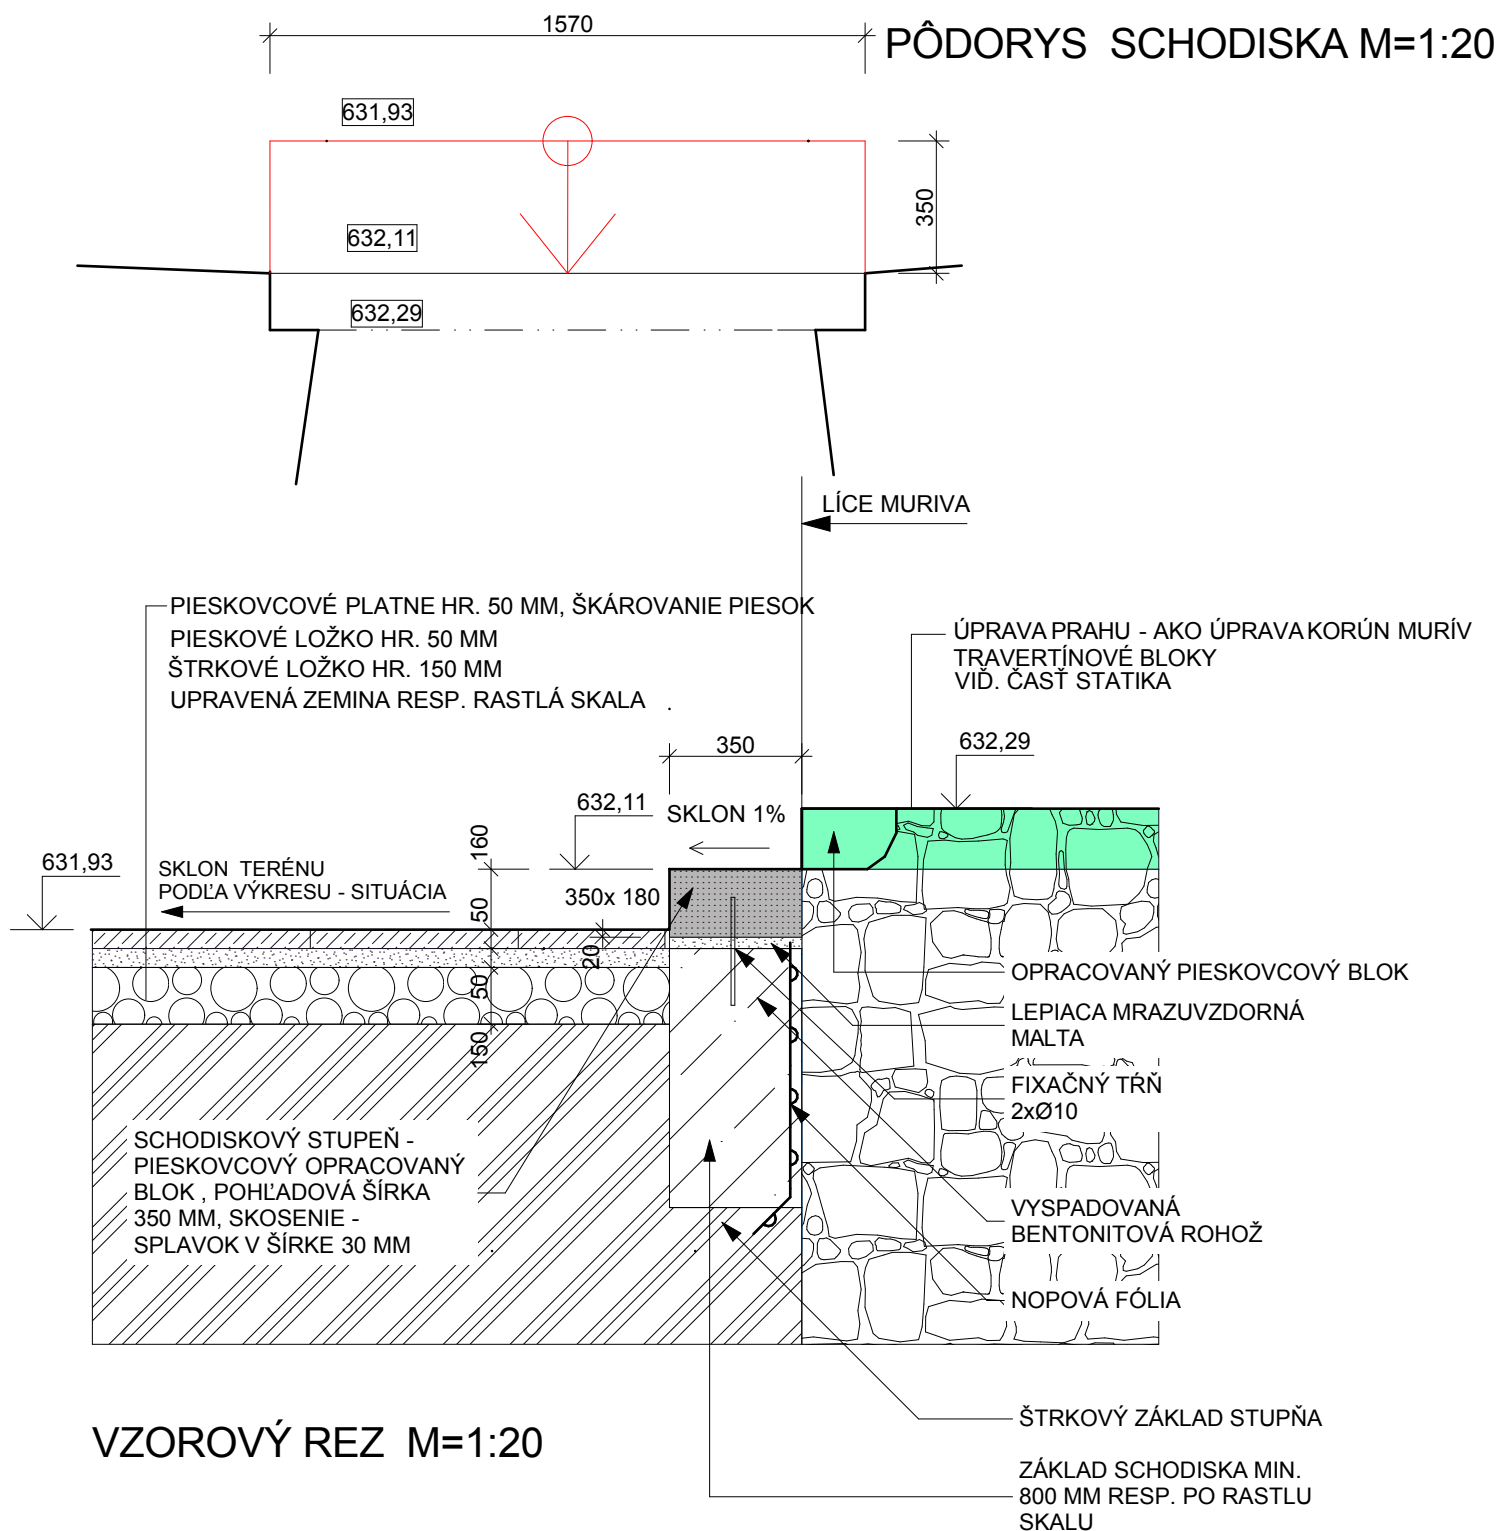 1570
PÔDORYS SCHODISKA M=1:20
631,93
350
632,11
632,29
LÍCE MURIVA
PIESKOVCOVÉ PLATNE HR. 50 MM, ŠKÁROVANIE PIESOK
PIESKOVÉ LOŽKO HR. 50 MM
ŠTRKOVÉ LOŽKO HR. 150 MM
UPRAVENÁ ZEMINA RESP. RASTLÁ SKALA .
ÚPRAVA PRAHU - AKO ÚPRAVA KORÚN MURÍV
TRAVERTÍNOVÉ BLOKY
VIĎ. ČASŤ STATIKA
350
632,29
632,11
SKLON 1%
160
631,93
SKLON TERÉNU
PODĽA VÝKRESU - SITUÁCIA
350x 180
50
20
50
150
OPRACOVANÝ PIESKOVCOVÝ BLOK
LEPIACA MRAZUVZDORNÁ
MALTA
FIXAČNÝ TŔŇ
2xØ10
SCHODISKOVÝ STUPEŇ -
PIESKOVCOVÝ OPRACOVANÝ
BLOK , POHĽADOVÁ ŠÍRKA
350 MM, SKOSENIE -
SPLAVOK V ŠÍRKE 30 MM
VYSPADOVANÁ
BENTONITOVÁ ROHOŽ
NOPOVÁ FÓLIA
ŠTRKOVÝ ZÁKLAD STUPŇA
VZOROVÝ REZ M=1:20
ZÁKLAD SCHODISKA MIN.
800 MM RESP. PO RASTLU
SKALU